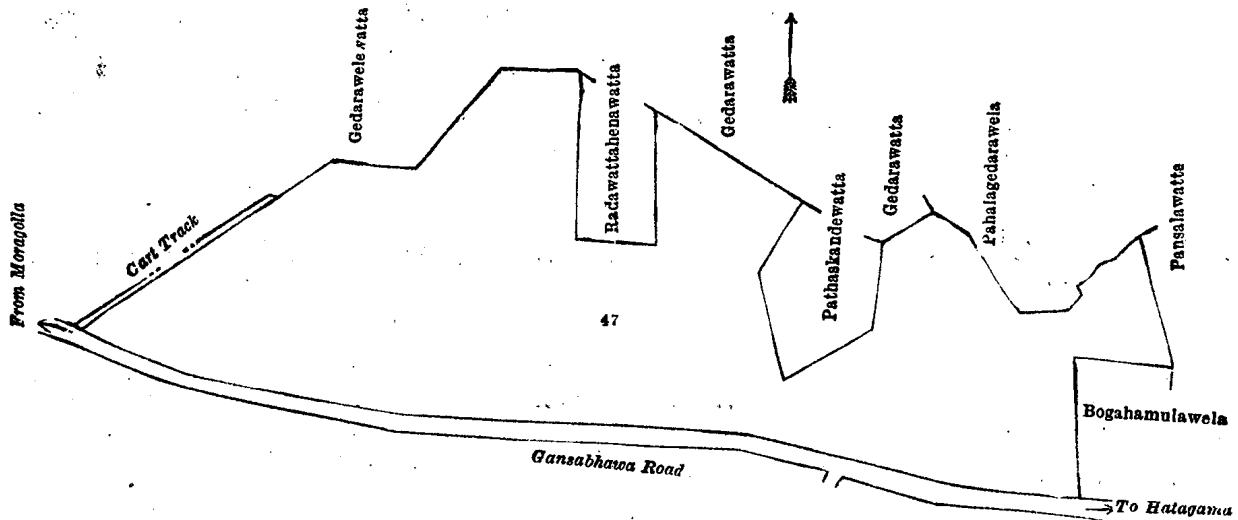 Gedarawelewatta
Radawattahenawatta
Gedarawatta
Gedarawatta
Pahalagedarawela
Pansalawatta
Pathaskandewatta
Cart Track
From Moragolla
47
Bogahamulawela
Gansabhawa Road
To Hatagama